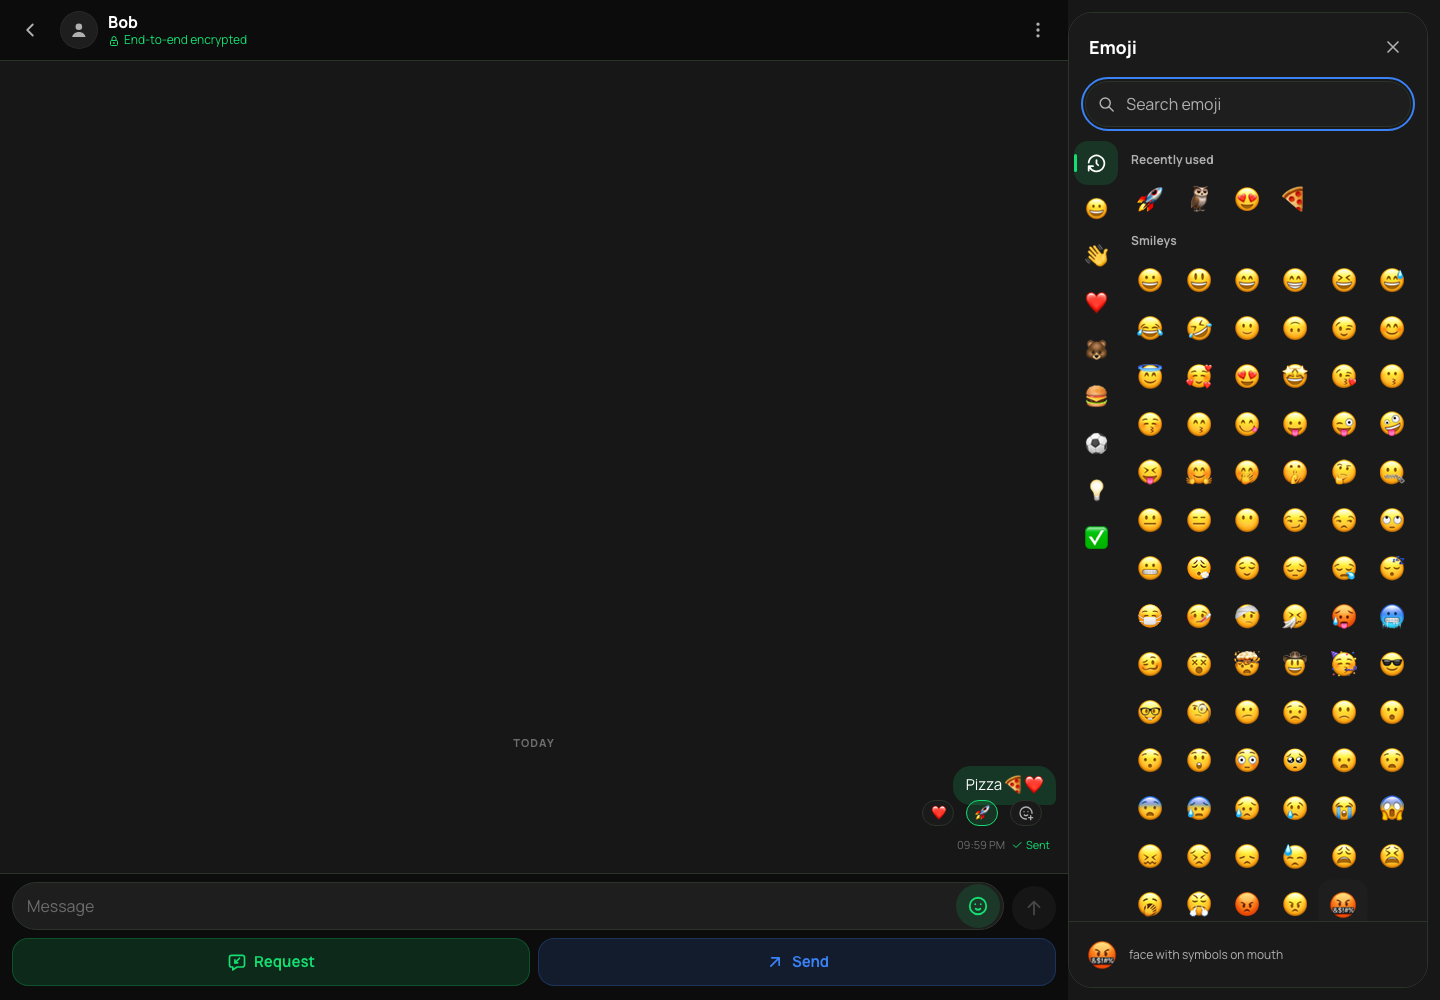 Bob
End-to-end encrypted
TODAY
Pizza 🍕❤️
09:59 PM Sent
Message
Request
Send
Emoji
Search emoji
Recently used
Smileys
face with symbols on mouth